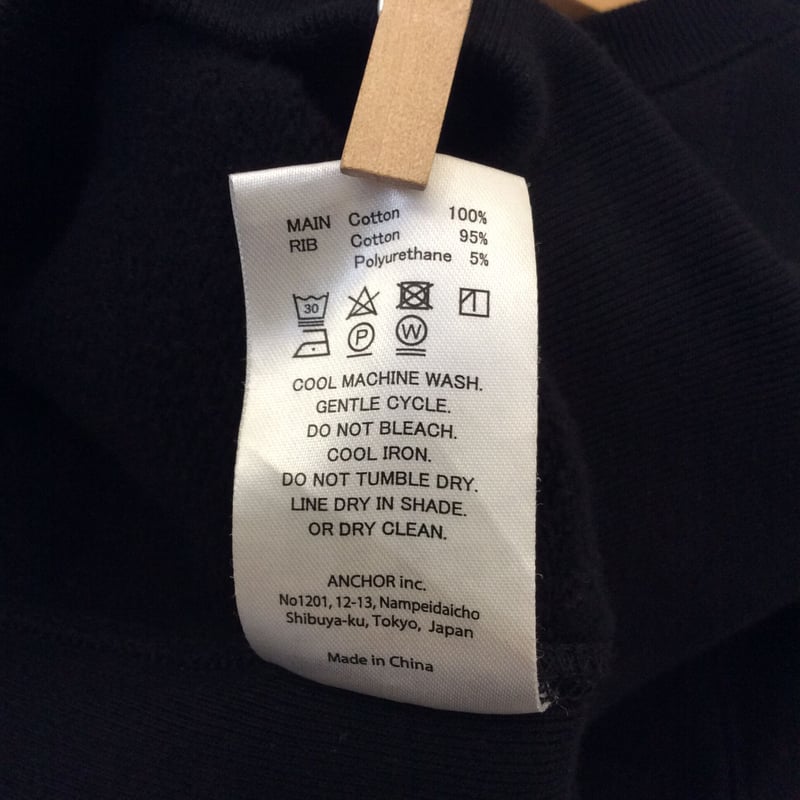 MAIN Cotton 100%
RIB Cotton 95%
Polyurethane 5%
30
P W
COOL MACHINE WASH.
GENTLE CYCLE.
DO NOT BLEACH.
COOL IRON.
DO NOT TUMBLE DRY.
LINE DRY IN SHADE.
OR DRY CLEAN.
ANCHOR inc.
No1201, 12-13, Nampeidaicho
Shibuya-ku, Tokyo, Japan
Made in China